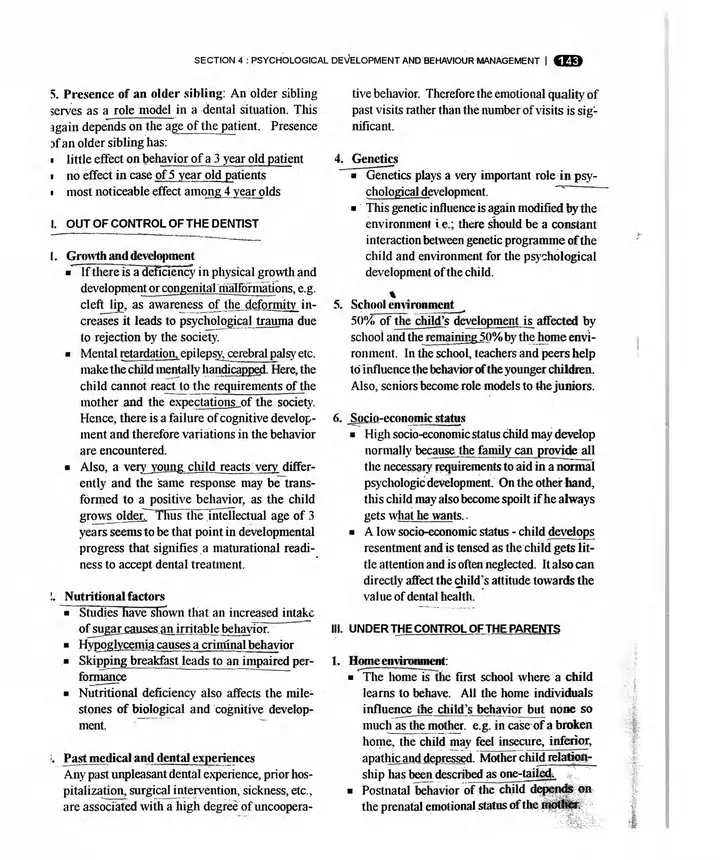 SECTION 4 : PSYCHOLOGICAL DEVELOPMENT AND BEHAVIOUR MANAGEMENT | 143
5. Presence of an older sibling: An older sibling
serves as a role model in a dental situation. This
again depends on the age of the patient. Presence
of an older sibling has:
▪ little effect on behavior of a 3 year old patient
▪ no effect in case of 5 year old patients
▪ most noticeable effect among 4 year olds
I. OUT OF CONTROL OF THE DENTIST
1. Growth and development
▪ If there is a deficiency in physical growth and
development or congenital malformations, e.g.
cleft lip, as awareness of the deformity in-
creases it leads to psychological trauma due
to rejection by the society.
▪ Mental retardation, epilepsy, cerebral palsy etc.
make the child mentally handicapped. Here, the
child cannot react to the requirements of the
mother and the expectations of the society.
Hence, there is a failure of cognitive develop-
ment and therefore variations in the behavior
are encountered.
▪ Also, a very young child reacts very differ-
ently and the same response may be trans-
formed to a positive behavior, as the child
grows older. Thus the intellectual age of 3
years seems to be that point in developmental
progress that signifies a maturational readi-
ness to accept dental treatment.
2. Nutritional factors
▪ Studies have shown that an increased intake
of sugar causes an irritable behavior.
▪ Hypoglycemia causes a criminal behavior
▪ Skipping breakfast leads to an impaired per-
formance
▪ Nutritional deficiency also affects the mile-
stones of biological and cognitive develop-
ment.
3. Past medical and dental experiences
Any past unpleasant dental experience, prior hos-
pitalization, surgical intervention, sickness, etc.,
are associated with a high degree of uncoopera-
tive behavior. Therefore the emotional quality of
past visits rather than the number of visits is sig-
nificant.
4. Genetics
▪ Genetics plays a very important role in psy-
chological development.
▪ This genetic influence is again modified by the
environment i.e.; there should be a constant
interaction between genetic programme of the
child and environment for the psychological
development of the child.
5. School environment
50% of the child's development is affected by
school and the remaining 50% by the home envi-
ronment. In the school, teachers and peers help
to influence the behavior of the younger children.
Also, seniors become role models to the juniors.
6. Socio-economic status
▪ High socio-economic status child may develop
normally because the family can provide all
the necessary requirements to aid in a normal
psychologic development. On the other hand,
this child may also become spoilt if he always
gets what he wants.
▪ A low socio-economic status - child develops
resentment and is tensed as the child gets lit-
tle attention and is often neglected. It also can
directly affect the child's attitude towards the
value of dental health.
III. UNDER THE CONTROL OF THE PARENTS
1. Home environment:
▪ The home is the first school where a child
learns to behave. All the home individuals
influence the child's behavior but none so
much as the mother. e.g. in case of a broken
home, the child may feel insecure, inferior,
apathic and depressed. Mother child relation-
ship has been described as one-tailed.
▪ Postnatal behavior of the child depends on
the prenatal emotional status of the mother.